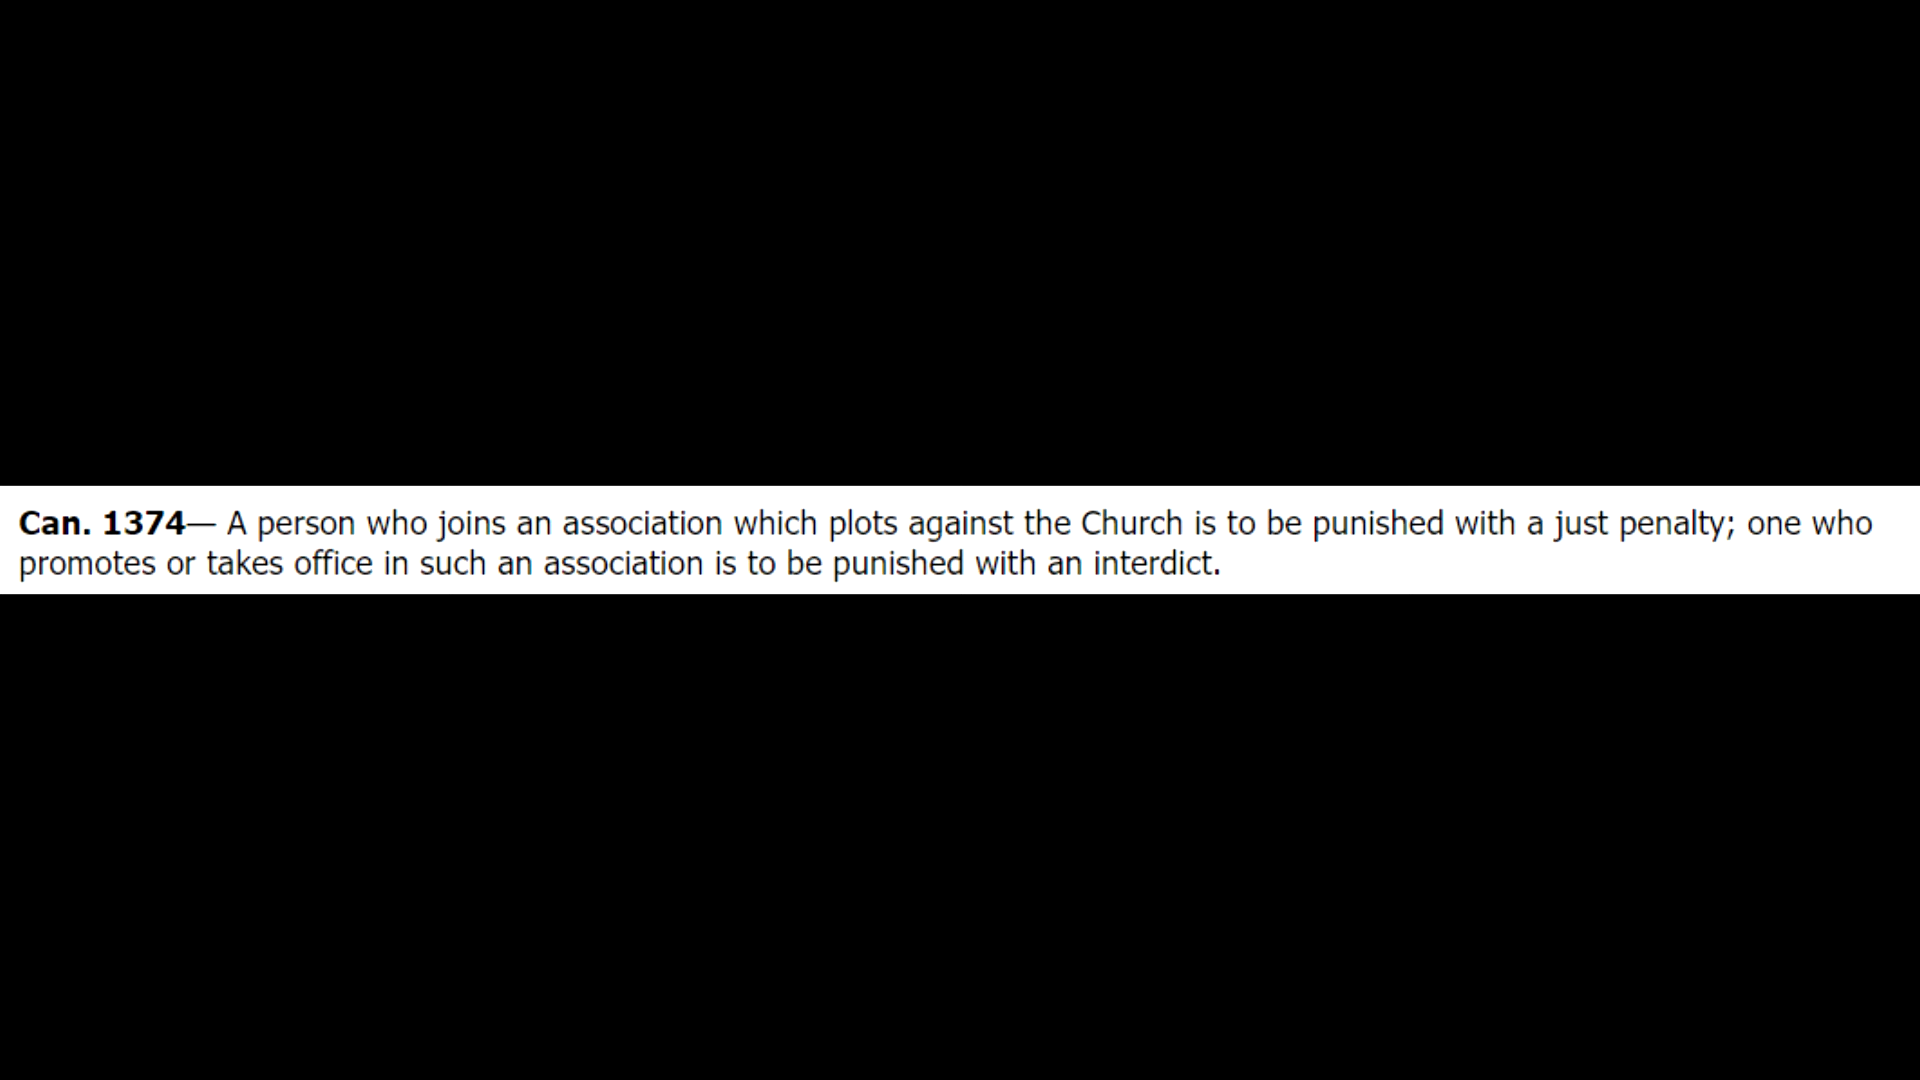 Can. 1374— A person who joins an association which plots against the Church is to be punished with a just penalty; one who
promotes or takes office in such an association is to be punished with an interdict.